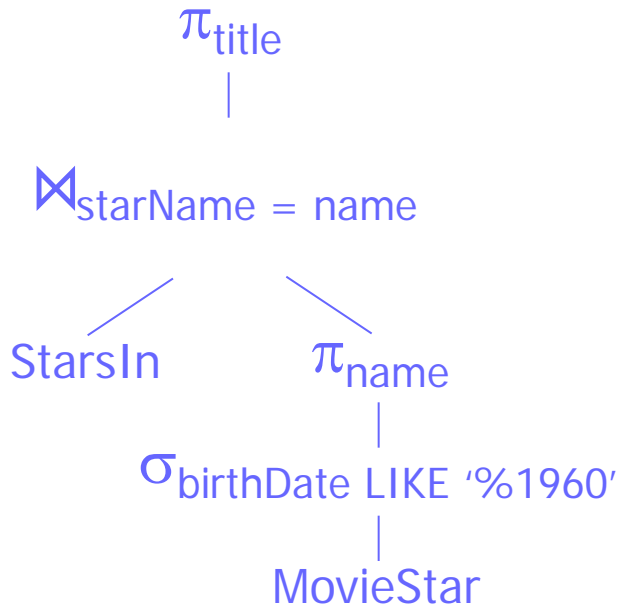 πtitle
⋈starName = name
StarsIn
πname
σbirthDate LIKE ‘%1960’
MovieStar